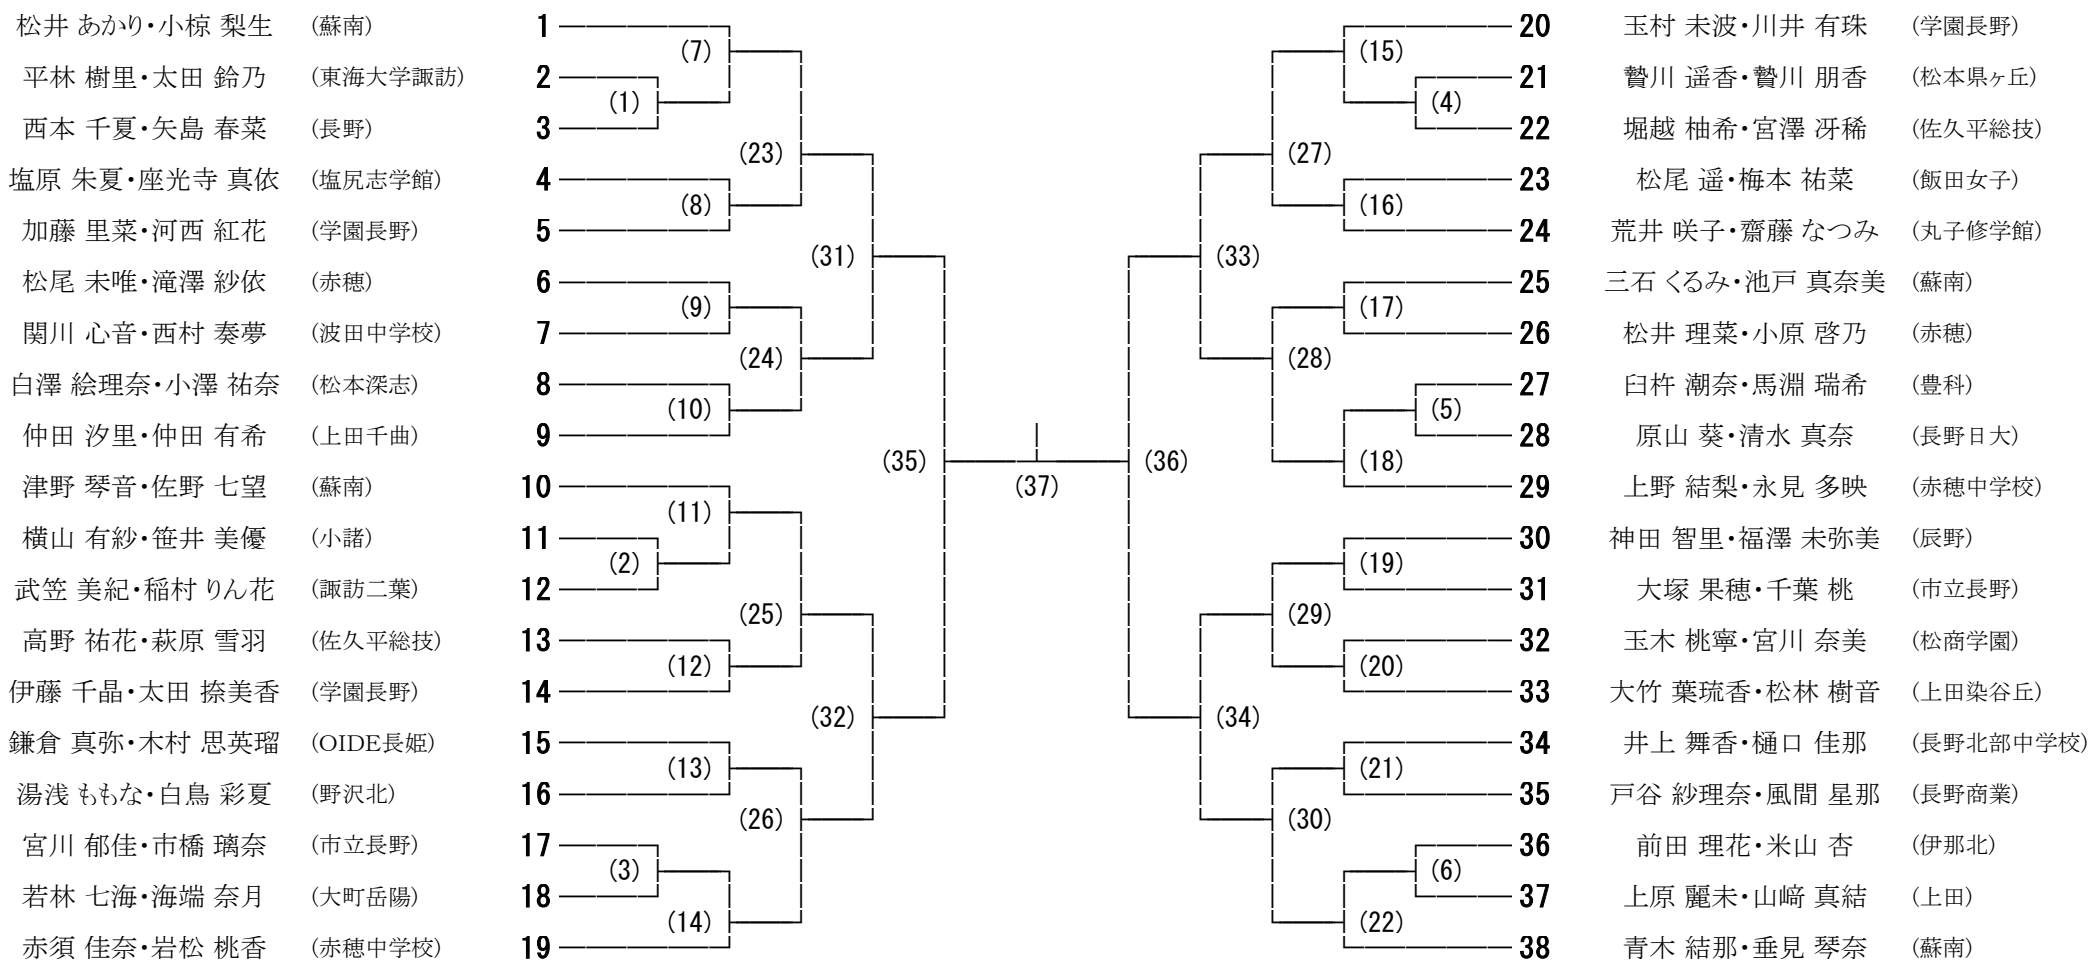 松井 あかり・小椋 梨生 (蘇南) 1
平林 樹里・太田 鈴乃 (東海大学諏訪) 2
西本 千夏・矢島 春菜 (長野) 3
塩原 朱夏・座光寺 真依 (塩尻志学館) 4
加藤 里菜・河西 紅花 (学園長野) 5
松尾 未唯・滝澤 紗依 (赤穂) 6
関川 心音・西村 奏夢 (波田中学校) 7
白澤 絵理奈・小澤 祐奈 (松本深志) 8
仲田 汐里・仲田 有希 (上田千曲) 9
津野 琴音・佐野 七望 (蘇南) 10
横山 有紗・笹井 美優 (小諸) 11
武笠 美紀・稲村 りん花 (諏訪二葉) 12
高野 祐花・萩原 雪羽 (佐久平総技) 13
伊藤 千晶・太田 捺美香 (学園長野) 14
鎌倉 真弥・木村 思英瑠 (OIDE長姫) 15
湯浅 ももな・白鳥 彩夏 (野沢北) 16
宮川 郁佳・市橋 璃奈 (市立長野) 17
若林 七海・海端 奈月 (大町岳陽) 18
赤須 佳奈・岩松 桃香 (赤穂中学校) 19
(7)
(1)
(23)
(8)
(31)
(9)
(24)
(10)
(35)
(11)
(2)
(25)
(12)
(32)
(13)
(26)
(3)
(14)
(37)
(15)
(4)
(27)
(16)
(33)
(17)
(28)
(5)
(18)
(36)
(19)
(29)
(20)
(34)
(21)
(30)
(6)
(22)
20 玉村 未波・川井 有珠 (学園長野)
21 贄川 遥香・贄川 朋香 (松本県ヶ丘)
22 堀越 柚希・宮澤 冴稀 (佐久平総技)
23 松尾 遥・梅本 祐菜 (飯田女子)
24 荒井 咲子・齋藤 なつみ (丸子修学館)
25 三石 くるみ・池戸 真奈美 (蘇南)
26 松井 理菜・小原 啓乃 (赤穂)
27 臼杵 潮奈・馬淵 瑞希 (豊科)
28 原山 葵・清水 真奈 (長野日大)
29 上野 結梨・永見 多映 (赤穂中学校)
30 神田 智里・福澤 未弥美 (辰野)
31 大塚 果穂・千葉 桃 (市立長野)
32 玉木 桃寧・宮川 奈美 (松商学園)
33 大竹 葉琉香・松林 樹音 (上田染谷丘)
34 井上 舞香・樋口 佳那 (長野北部中学校)
35 戸谷 紗理奈・風間 星那 (長野商業)
36 前田 理花・米山 杏 (伊那北)
37 上原 麗未・山﨑 真結 (上田)
38 青木 結那・垂見 琴奈 (蘇南)